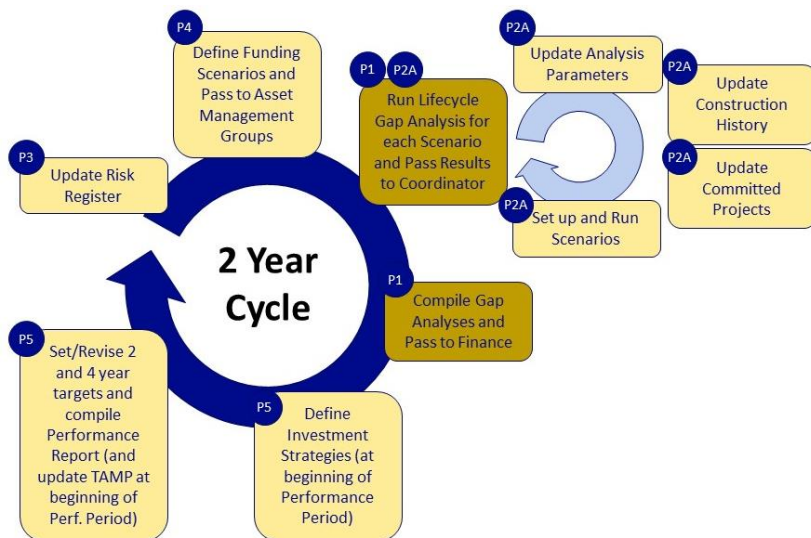 P4
Define Funding
Scenarios and
Pass to Asset
Management
Groups
P1
P2A
Run Lifecycle
Gap Analysis for
each Scenario
and Pass Results
to Coordinator
P2A
Update Analysis
Parameters
P2A
Update
Construction
History
P2A
Update
Committed
Projects
P2A
Set up and Run
Scenarios
P3
Update Risk
Register
2 Year
Cycle
P1
Compile Gap
Analyses and
Pass to Finance
P5
Define
Investment
Strategies (at
beginning of
Performance
Period)
P5
Set/Revise 2
and 4 year
targets and
compile
Performance
Report (and
update TAMP at
beginning of
Perf. Period)